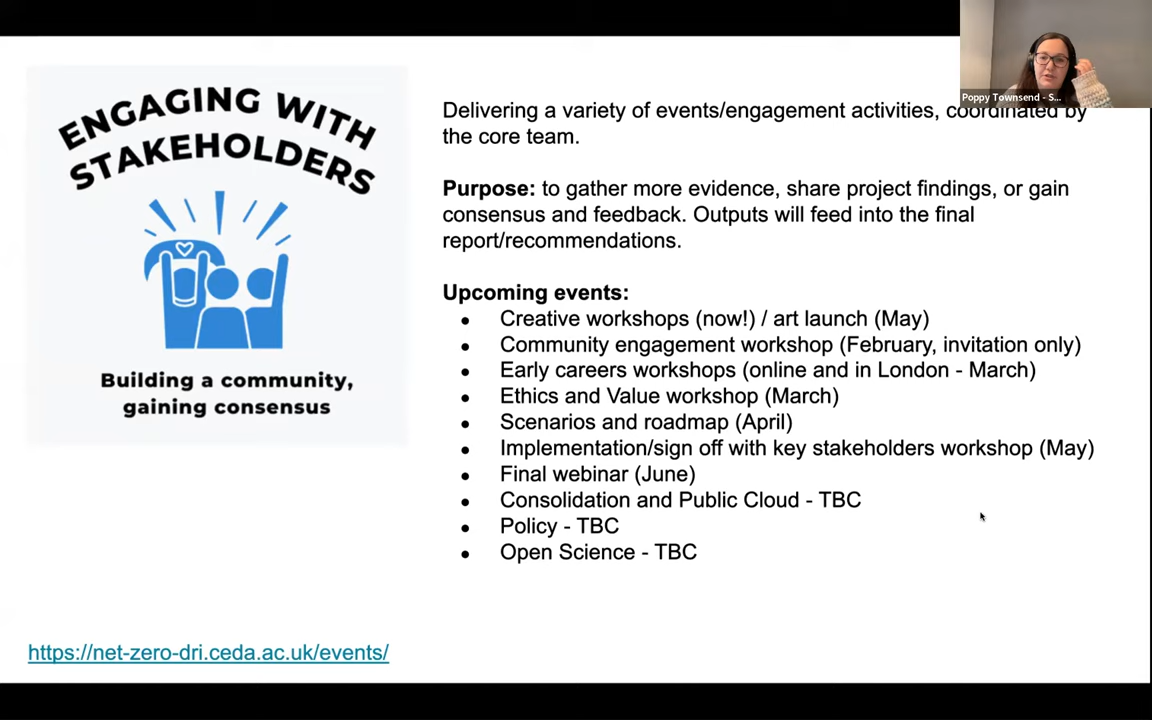 ENGAGING WITH
STAKEHOLDERS
Building a community,
gaining consensus
Poppy Townsend - S...
Delivering a variety of events/engagement activities, coordinated by
the core team.
Purpose: to gather more evidence, share project findings, or gain
consensus and feedback. Outputs will feed into the final
report/recommendations.
Upcoming events:
● Creative workshops (now!) / art launch (May)
● Community engagement workshop (February, invitation only)
● Early careers workshops (online and in London - March)
● Ethics and Value workshop (March)
● Scenarios and roadmap (April)
● Implementation/sign off with key stakeholders workshop (May)
● Final webinar (June)
● Consolidation and Public Cloud - TBC
● Policy - TBC
● Open Science - TBC
https://net-zero-dri.ceda.ac.uk/events/